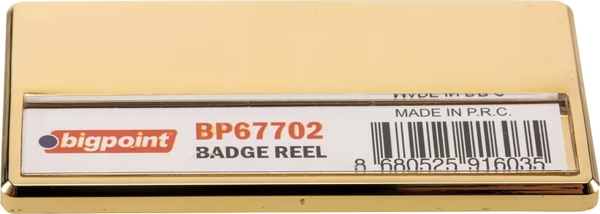 MADE IN P.R.C.
bigpoint BP67702
BADGE REEL
8 680525 916035